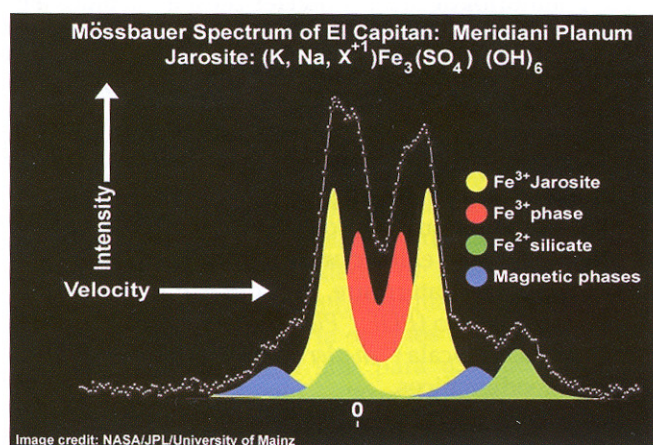 Mössbauer Spectrum of El Capitan: Meridiani Planum
Jarosite: (K, Na, X⁺¹)Fe₃(SO₄) (OH)₆
Intensity
Velocity
Fe³⁺Jarosite
Fe³⁺phase
Fe²⁺silicate
Magnetic phases
0
Image credit: NASA/JPL/University of Mainz